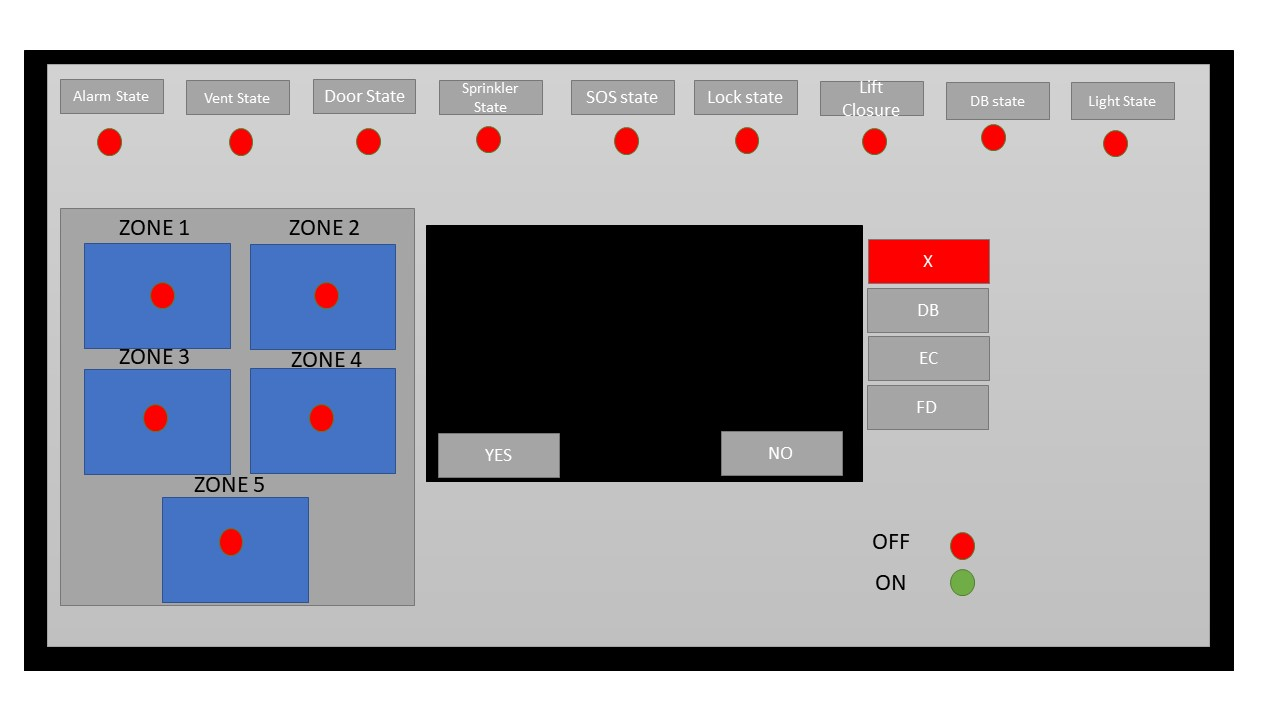 Alarm State
Vent State
Door State
Sprinkler
State
SOS state
Lock state
Lift
Closure
DB state
Light State
ZONE 1
ZONE 2
ZONE 3
ZONE 4
ZONE 5
YES
NO
X
DB
EC
FD
OFF
ON